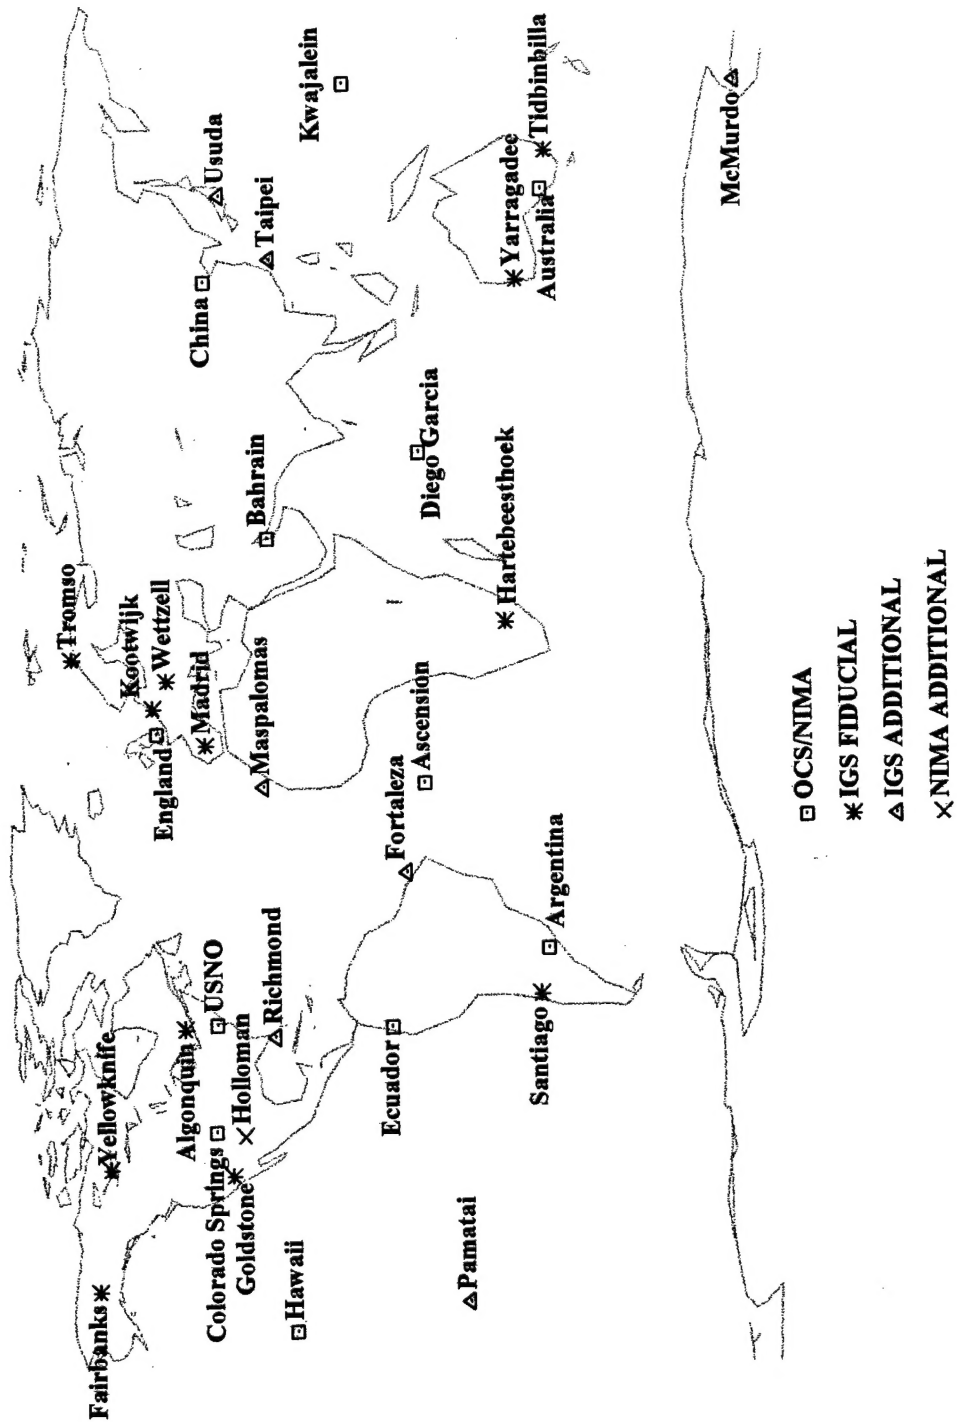 Fairbanks
Yellowknife
Tromso
Kootwijk
Wettzell
England
Madrid
Algonquin
USNO
Colorado Springs
Holloman
Goldstone
Richmond
Hawaii
Maspalomas
Bahrain
China
Usuda
Taipei
Kwajalein
Ecuador
Fortaleza
Ascension
Diego Garcia
Pamatai
Santiago
Argentina
Hartebeesthoek
Yarragadee
Australia
Tidbinbilla
McMurdo
OCS/NIMA
IGS FIDUCIAL
IGS ADDITIONAL
NIMA ADDITIONAL